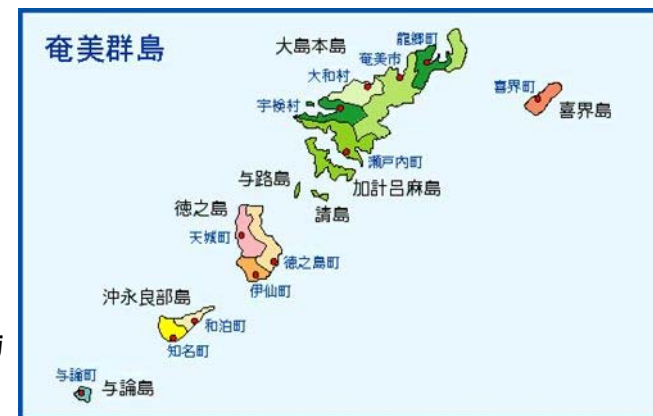 奄美群島
大島本島
龍郷町
奄美市
大和村
宇検村
喜界町
喜界島
瀬戸内町
与路島
加計呂麻島
請島
徳之島
天城町
徳之島町
伊仙町
沖永良部島
和泊町
知名町
与論町
与論島